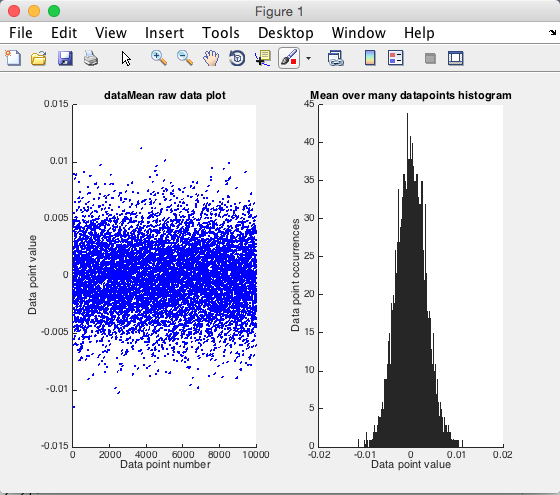 Figure 1
File Edit View Insert Tools Desktop Window Help
dataMean raw data plot
0.015
0.01
0.005
0
-0.005
-0.01
-0.015
Data point value
0 2000 4000 6000 8000 10000
Data point number
Mean over many datapoints histogram
45
40
35
30
25
20
15
10
5
0
Data point occurrences
-0.02 -0.01 0 0.01 0.02
Data point value